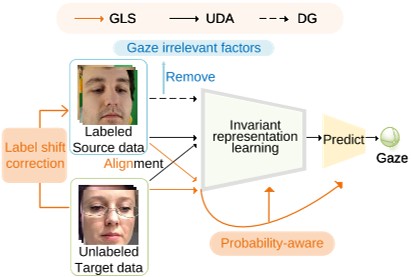 GLS UDA DG
Gaze irrelevant factors
Remove
Labeled
Source data
Label shift
correction
Alignment
Invariant
representation
learning
Predict
Gaze
Unlabeled
Target data
Probability-aware